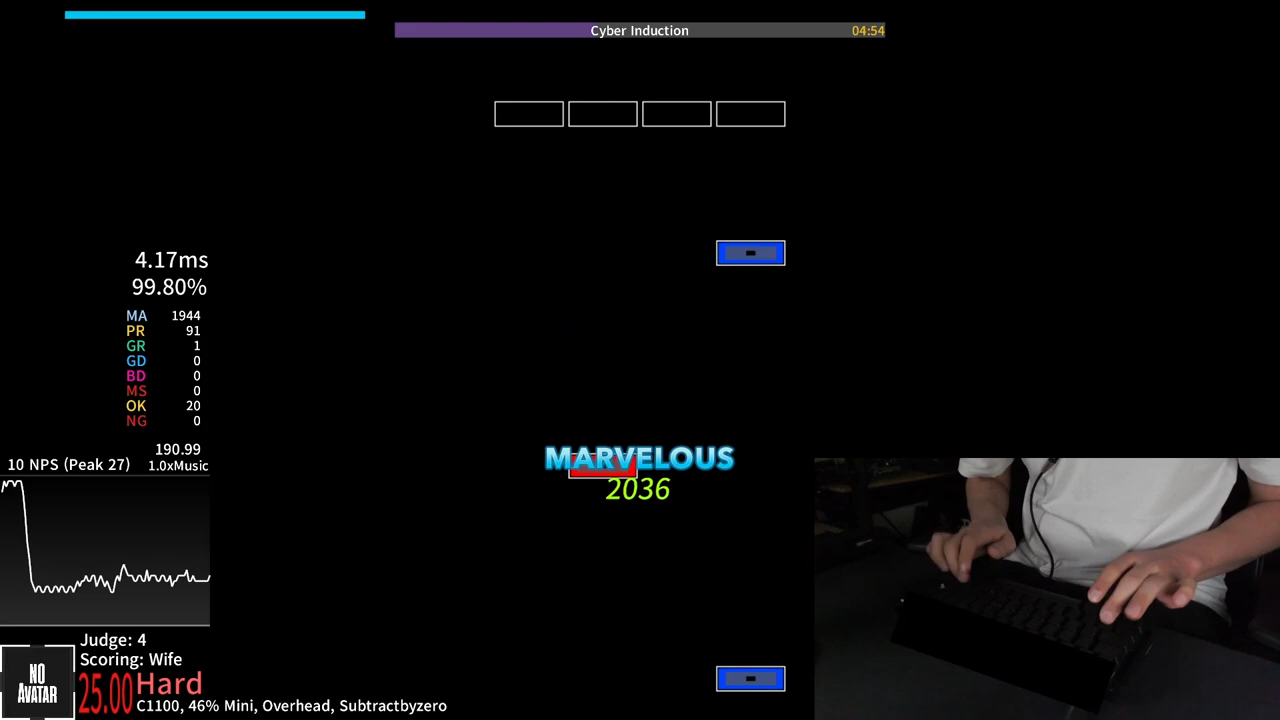 Cyber Induction 04:54
4.17ms
99.80%
MA 1944
PR 91
GR 1
GD 0
BD 0
MS 0
OK 20
NG 0
190.99
10 NPS (Peak 27) 1.0xMusic
MARVELOUS
2036
Judge: 4
Scoring: Wife
NO
AVATAR
25.00 Hard
C1100, 46% Mini, Overhead, Subtractbyzero